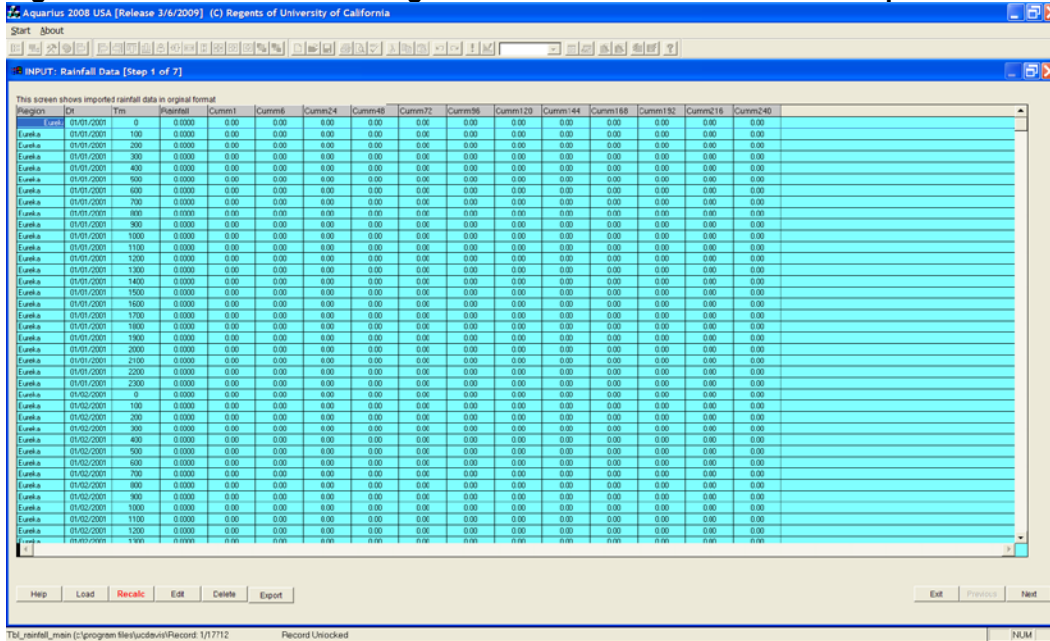 Aquarius 2008 USA [Release 3/6/2009] (C) Regents of University of California
Start About
INPUT: Rainfall Data [Step 1 of 7]
This screen shows imported rainfall data in orginal format
Region Dt Tm Rainfall Cumm1 Cumm6 Cumm24 Cumm48 Cumm72 Cumm96 Cumm120 Cumm144 Cumm168 Cumm192 Cumm216 Cumm240
Eureka 01/01/2001 0 0.0000 0.00 0.00 0.00 0.00 0.00 0.00 0.00 0.00 0.00 0.00 0.00 0.00
Eureka 01/01/2001 100 0.0000 0.00 0.00 0.00 0.00 0.00 0.00 0.00 0.00 0.00 0.00 0.00 0.00
Eureka 01/01/2001 200 0.0000 0.00 0.00 0.00 0.00 0.00 0.00 0.00 0.00 0.00 0.00 0.00 0.00
Eureka 01/01/2001 300 0.0000 0.00 0.00 0.00 0.00 0.00 0.00 0.00 0.00 0.00 0.00 0.00 0.00
Eureka 01/01/2001 400 0.0000 0.00 0.00 0.00 0.00 0.00 0.00 0.00 0.00 0.00 0.00 0.00 0.00
Eureka 01/01/2001 500 0.0000 0.00 0.00 0.00 0.00 0.00 0.00 0.00 0.00 0.00 0.00 0.00 0.00
Eureka 01/01/2001 600 0.0000 0.00 0.00 0.00 0.00 0.00 0.00 0.00 0.00 0.00 0.00 0.00 0.00
Eureka 01/01/2001 700 0.0000 0.00 0.00 0.00 0.00 0.00 0.00 0.00 0.00 0.00 0.00 0.00 0.00
Eureka 01/01/2001 800 0.0000 0.00 0.00 0.00 0.00 0.00 0.00 0.00 0.00 0.00 0.00 0.00 0.00
Eureka 01/01/2001 900 0.0000 0.00 0.00 0.00 0.00 0.00 0.00 0.00 0.00 0.00 0.00 0.00 0.00
Eureka 01/01/2001 1000 0.0000 0.00 0.00 0.00 0.00 0.00 0.00 0.00 0.00 0.00 0.00 0.00 0.00
Eureka 01/01/2001 1100 0.0000 0.00 0.00 0.00 0.00 0.00 0.00 0.00 0.00 0.00 0.00 0.00 0.00
Eureka 01/01/2001 1200 0.0000 0.00 0.00 0.00 0.00 0.00 0.00 0.00 0.00 0.00 0.00 0.00 0.00
Eureka 01/01/2001 1300 0.0000 0.00 0.00 0.00 0.00 0.00 0.00 0.00 0.00 0.00 0.00 0.00 0.00
Eureka 01/01/2001 1400 0.0000 0.00 0.00 0.00 0.00 0.00 0.00 0.00 0.00 0.00 0.00 0.00 0.00
Eureka 01/01/2001 1500 0.0000 0.00 0.00 0.00 0.00 0.00 0.00 0.00 0.00 0.00 0.00 0.00 0.00
Eureka 01/01/2001 1600 0.0000 0.00 0.00 0.00 0.00 0.00 0.00 0.00 0.00 0.00 0.00 0.00 0.00
Eureka 01/01/2001 1700 0.0000 0.00 0.00 0.00 0.00 0.00 0.00 0.00 0.00 0.00 0.00 0.00 0.00
Eureka 01/01/2001 1800 0.0000 0.00 0.00 0.00 0.00 0.00 0.00 0.00 0.00 0.00 0.00 0.00 0.00
Eureka 01/01/2001 1900 0.0000 0.00 0.00 0.00 0.00 0.00 0.00 0.00 0.00 0.00 0.00 0.00 0.00
Eureka 01/01/2001 2000 0.0000 0.00 0.00 0.00 0.00 0.00 0.00 0.00 0.00 0.00 0.00 0.00 0.00
Eureka 01/01/2001 2100 0.0000 0.00 0.00 0.00 0.00 0.00 0.00 0.00 0.00 0.00 0.00 0.00 0.00
Eureka 01/01/2001 2200 0.0000 0.00 0.00 0.00 0.00 0.00 0.00 0.00 0.00 0.00 0.00 0.00 0.00
Eureka 01/01/2001 2300 0.0000 0.00 0.00 0.00 0.00 0.00 0.00 0.00 0.00 0.00 0.00 0.00 0.00
Eureka 01/02/2001 0 0.0000 0.00 0.00 0.00 0.00 0.00 0.00 0.00 0.00 0.00 0.00 0.00 0.00
Eureka 01/02/2001 100 0.0000 0.00 0.00 0.00 0.00 0.00 0.00 0.00 0.00 0.00 0.00 0.00 0.00
Eureka 01/02/2001 200 0.0000 0.00 0.00 0.00 0.00 0.00 0.00 0.00 0.00 0.00 0.00 0.00 0.00
Eureka 01/02/2001 300 0.0000 0.00 0.00 0.00 0.00 0.00 0.00 0.00 0.00 0.00 0.00 0.00 0.00
Eureka 01/02/2001 400 0.0000 0.00 0.00 0.00 0.00 0.00 0.00 0.00 0.00 0.00 0.00 0.00 0.00
Eureka 01/02/2001 500 0.0000 0.00 0.00 0.00 0.00 0.00 0.00 0.00 0.00 0.00 0.00 0.00 0.00
Eureka 01/02/2001 600 0.0000 0.00 0.00 0.00 0.00 0.00 0.00 0.00 0.00 0.00 0.00 0.00 0.00
Eureka 01/02/2001 700 0.0000 0.00 0.00 0.00 0.00 0.00 0.00 0.00 0.00 0.00 0.00 0.00 0.00
Eureka 01/02/2001 800 0.0000 0.00 0.00 0.00 0.00 0.00 0.00 0.00 0.00 0.00 0.00 0.00 0.00
Eureka 01/02/2001 900 0.0000 0.00 0.00 0.00 0.00 0.00 0.00 0.00 0.00 0.00 0.00 0.00 0.00
Eureka 01/02/2001 1000 0.0000 0.00 0.00 0.00 0.00 0.00 0.00 0.00 0.00 0.00 0.00 0.00 0.00
Eureka 01/02/2001 1100 0.0000 0.00 0.00 0.00 0.00 0.00 0.00 0.00 0.00 0.00 0.00 0.00 0.00
Eureka 01/02/2001 1200 0.0000 0.00 0.00 0.00 0.00 0.00 0.00 0.00 0.00 0.00 0.00 0.00 0.00
Eureka 01/02/2001 1300 0.0000 0.00 0.00 0.00 0.00 0.00 0.00 0.00 0.00 0.00 0.00 0.00 0.00
Help Load Recalc Edit Delete Export Exit Previous Next
Tbl_rainfall_main (c:\program files\ucdavis\Record: 1/17712 Record Unlocked NUM